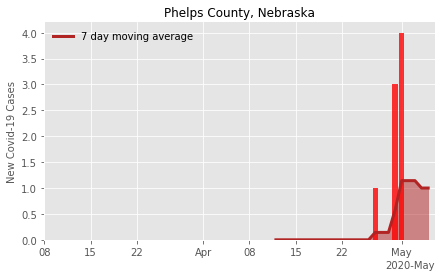 Phelps County, Nebraska
7 day moving average
New Covid-19 Cases
4.0
3.5
3.0
2.5
2.0
1.5
1.0
0.5
0.0
08 15 22 Apr 08 15 22 May
2020-May